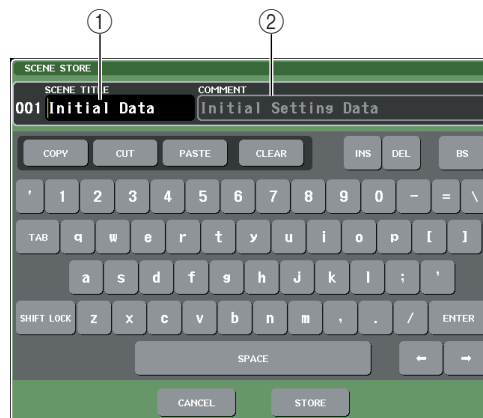 ① ②
SCENE STORE
SCENE TITLE COMMENT
001 Initial Data Initial Setting Data
COPY CUT PASTE CLEAR INS DEL BS
' 1 2 3 4 5 6 7 8 9 0 - = \
TAB q w e r t y u i o p [ ]
a s d f g h j k l ; '
SHIFT LOCK z x c v b n m , . / ENTER
SPACE ← →
CANCEL STORE